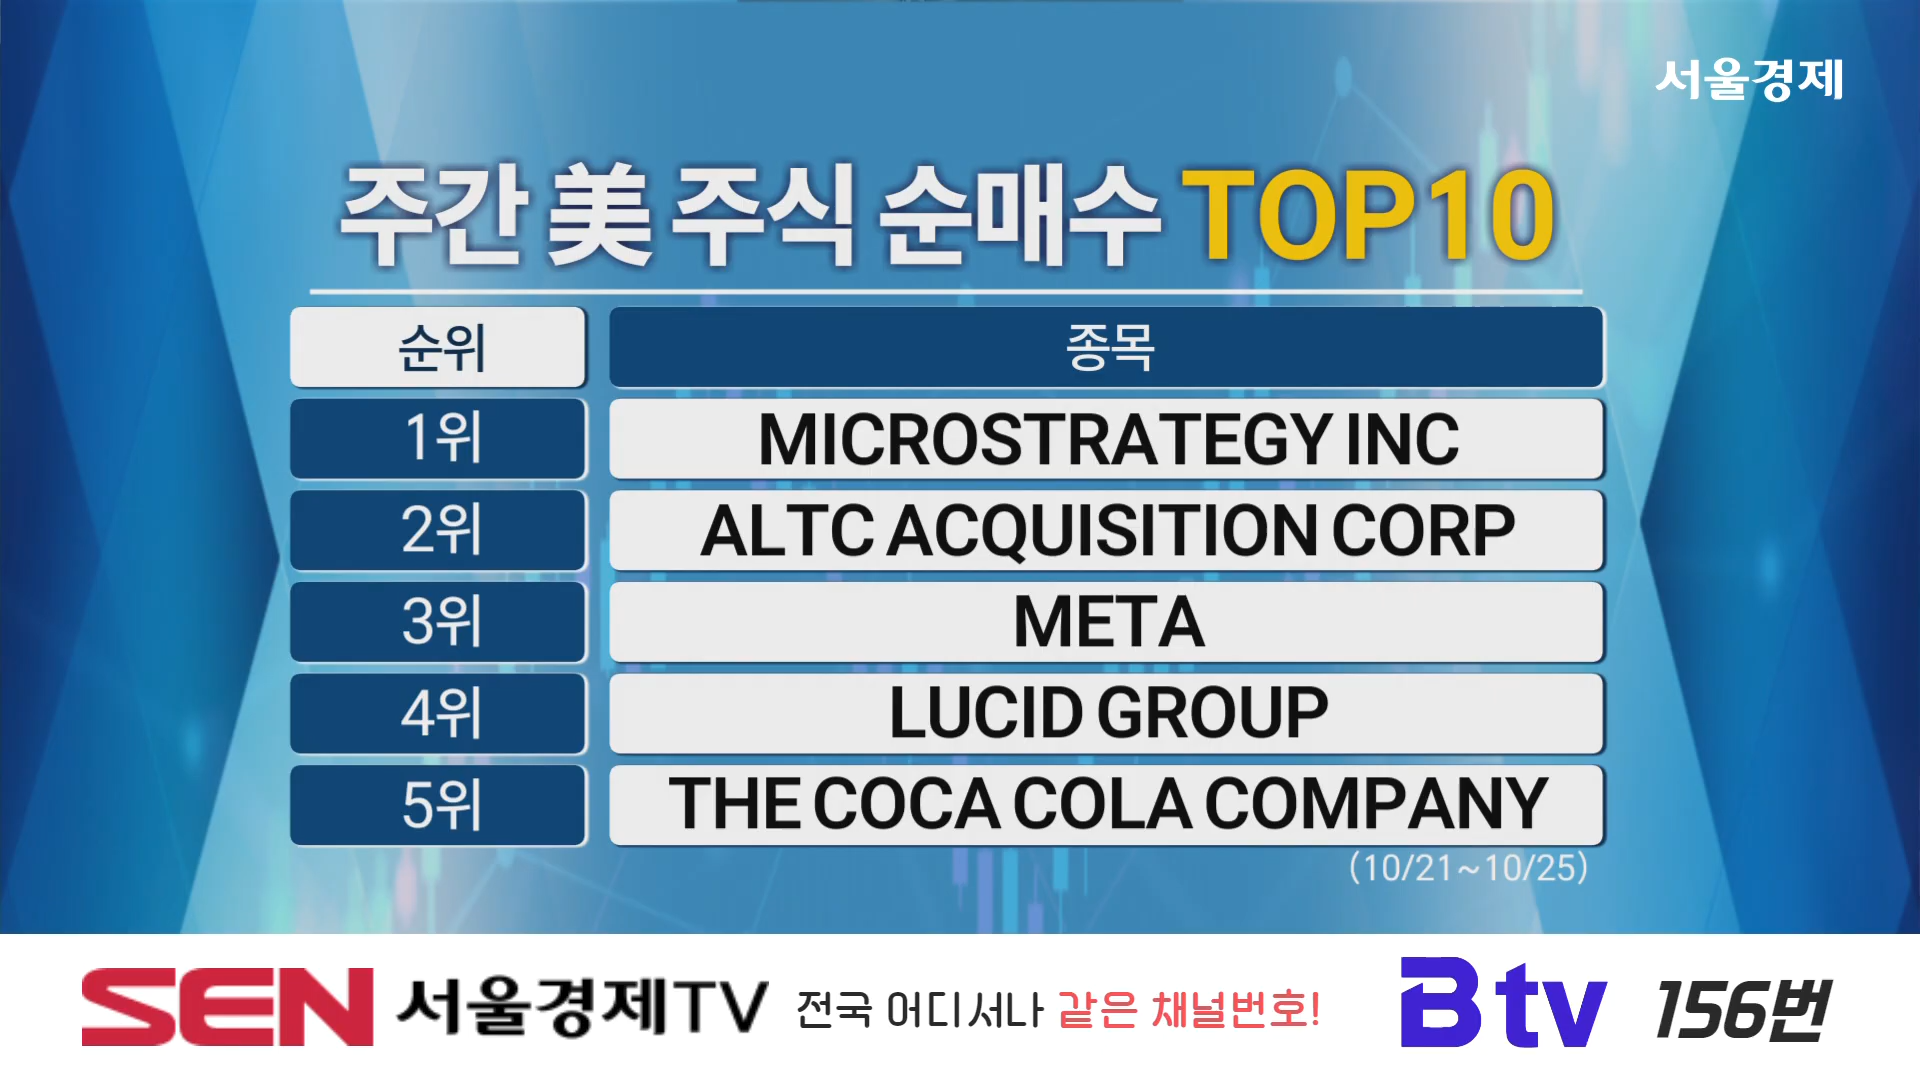 서울경제
주간 美 주식 순매수 TOP10
순위 종목
1위 MICROSTRATEGY INC
2위 ALTC ACQUISITION CORP
3위 META
4위 LUCID GROUP
5위 THE COCA COLA COMPANY
(10/21~10/25)
SEN 서울경제TV 전국 어디서나 같은 채널번호! B tv 156번